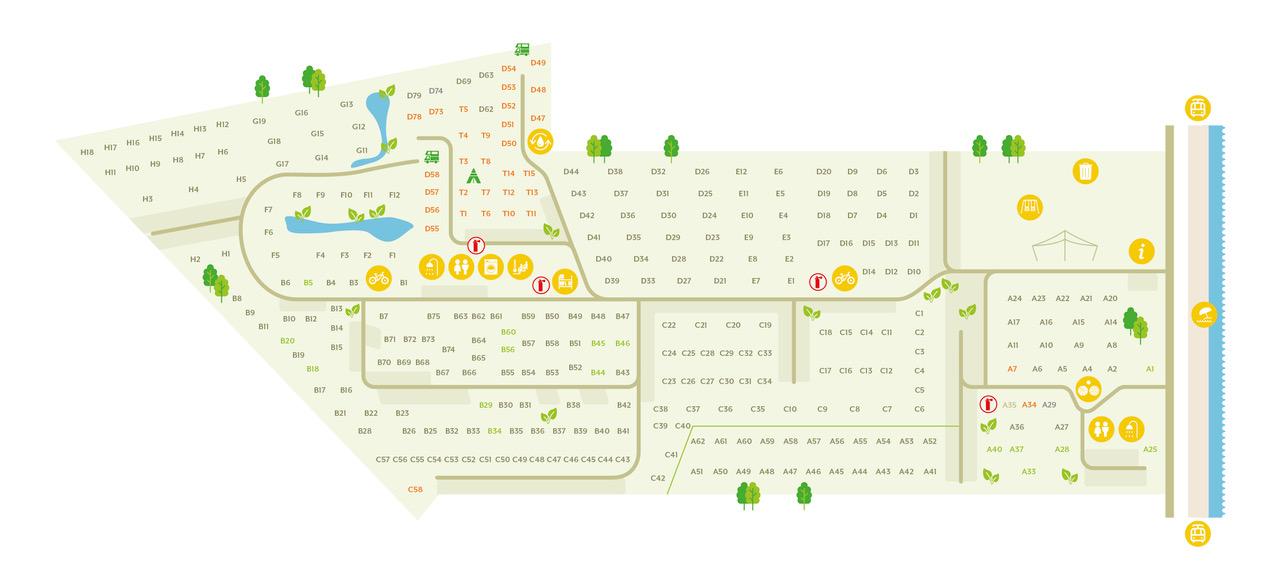 D49
D54
D63
D69
D53
D48
D79 D74
G13
D52
D78 D73 T5 D62
G16
D47
G19
H12
D51
G12
H13
H14
G15
T4 T9
H15
H16
G18
D50
H17
G11
H18
H6
H7
G14
T3 T8
H8
H9
G17
H10
H11
D58 T14 T15
H5
H4
D57 T2 T7 T12 T13
F8 F9 F10 F11 F12
H3
F7
D56
T1 T6 T10 T11
D55
F6
H1
H2
F5 F4 F3 F2 F1
B6 B5 B4 B3 B1
D44 D38 D32 D26 E12 E6 D20 D9 D6 D3
D43 D37 D31 D25 E11 E5 D19 D8 D5 D2
D42 D36 D30 D24 E10 E4 D18 D7 D4 D1
D41 D35 D29 D23 E9 E3 D17 D16 D15 D13 D11
D40 D34 D28 D22 E8 E2
D14 D12 D10
D39 D33 D27 D21 E7 E1
B8
B9
B13
B10 B12
B11
B14
B20
B15
B19
B18
B17 B16
B7 B75 B63 B62 B61 B59 B50 B49 B48 B47
B60
B71 B72 B73 B64 B57 B58 B51 B45 B46
B74 B56
B65
B70 B69 B68 B52
B67 B66 B55 B54 B53 B44 B43
B21 B22 B23 B29 B30 B31 B38 B42
B28 B26 B25 B32 B33 B34 B35 B36 B37 B39 B40 B41
C57 C56 C55 C54 C53 C52 C51 C50 C49 C48 C47 C46 C45 C44 C43
C58
C1
C22 C21 C20 C19
C18 C15 C14 C11 C2
C24 C25 C28 C29 C32 C33 C3
C17 C16 C13 C12 C4
C23 C26 C27 C30 C31 C34
C5
C38 C37 C36 C35 C10 C9 C8 C7 C6
C39 C40
A62 A61 A60 A59 A58 A57 A56 A55 A54 A53 A52
C41
A51 A50 A49 A48 A47 A46 A45 A44 A43 A42 A41
C42
A24 A23 A22 A21 A20
A17 A16 A15 A14
A11 A10 A9 A8
A7 A6 A5 A4 A2 A1
A35 A34 A29
A36 A27
A40 A37 A28 A25
A33
i